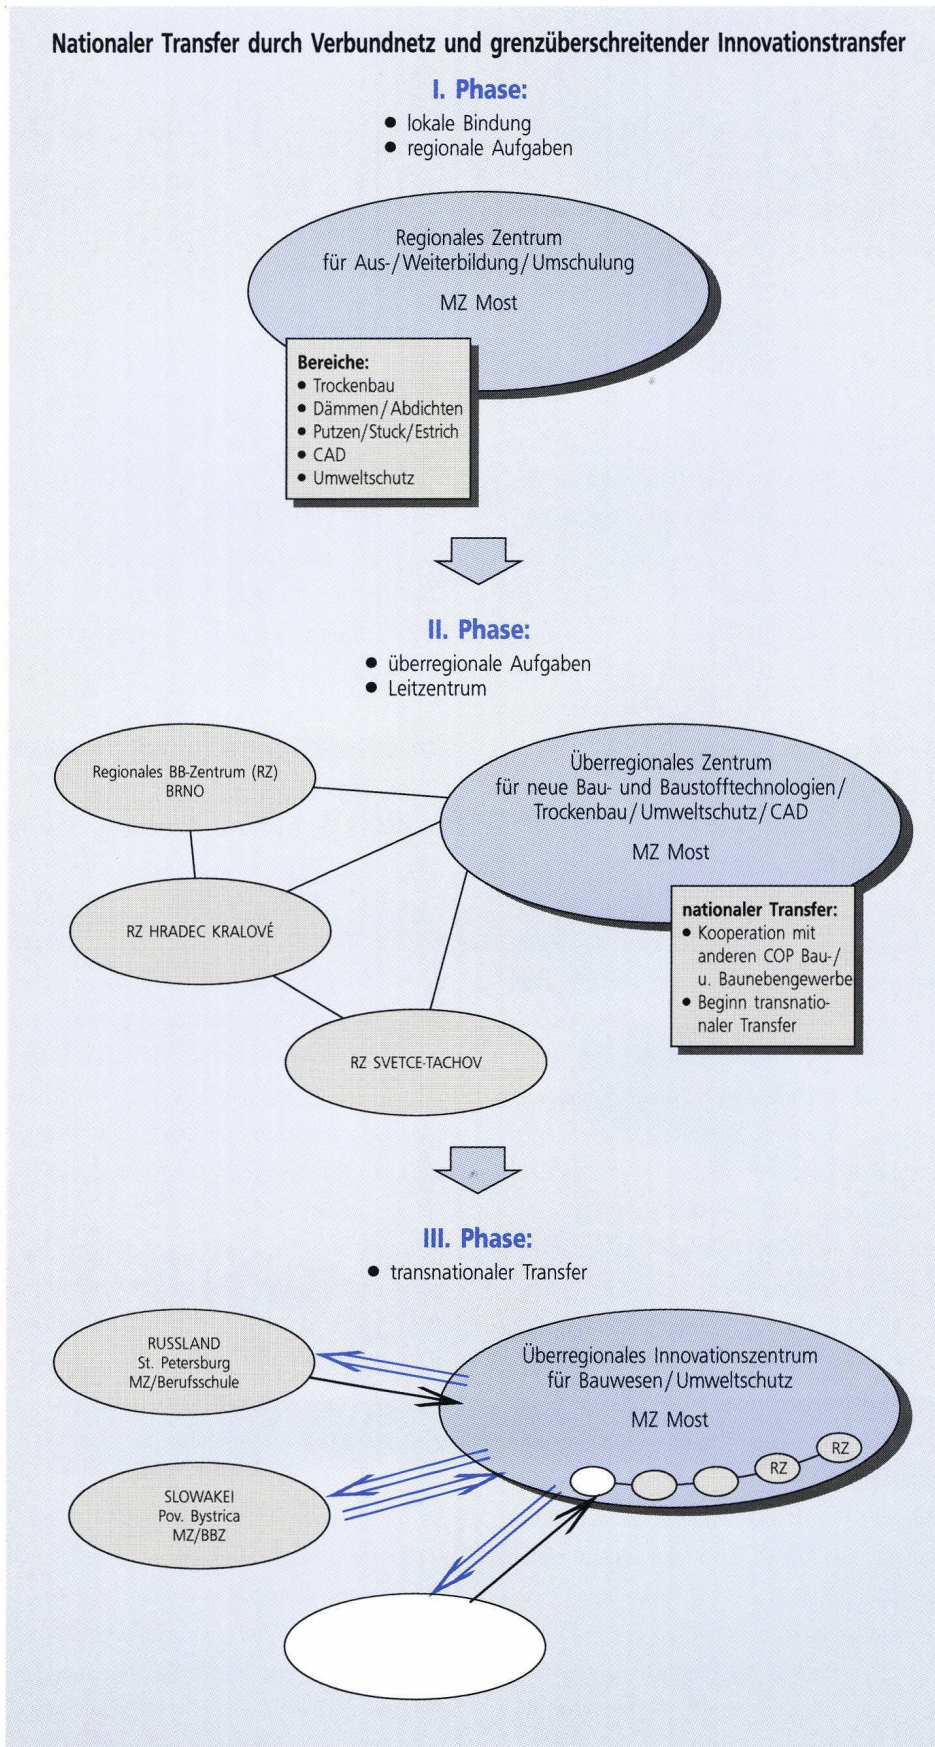 Nationaler Transfer durch Verbundnetz und grenzüberschreitender Innovationstransfer
I. Phase:
● lokale Bindung
● regionale Aufgaben
Regionales Zentrum
für Aus-/Weiterbildung/Umschulung
MZ Most
Bereiche:
● Trockenbau
● Dämmen/Abdichten
● Putzen/Stuck/Estrich
● CAD
● Umweltschutz
II. Phase:
● überregionale Aufgaben
● Leitzentrum
Regionales BB-Zentrum (RZ)
BRNO
Überregionales Zentrum
für neue Bau- und Baustofftechnologien/
Trockenbau/Umweltschutz/CAD
MZ Most
RZ HRADEC KRALOVÉ
nationaler Transfer:
● Kooperation mit
anderen COP Bau-/
u. Baunebengewerbe
● Beginn transnatio-
naler Transfer
RZ SVETCE-TACHOV
III. Phase:
● transnationaler Transfer
RUSSLAND
St. Petersburg
MZ/Berufsschule
Überregionales Innovationszentrum
für Bauwesen/Umweltschutz
MZ Most
RZ
RZ
SLOWAKEI
Pov. Bystrica
MZ/BBZ